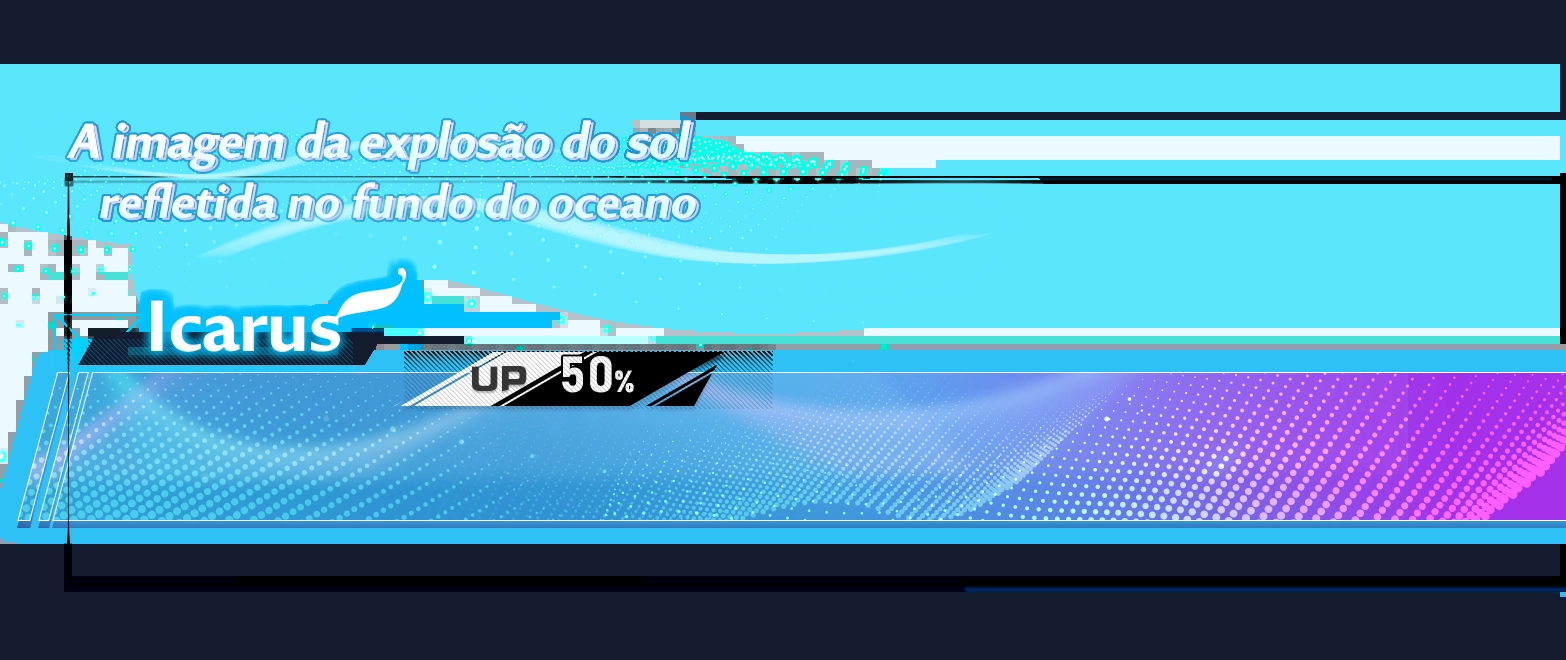 A imagem da explosão do sol
refletida no fundo do oceano
Icarus
UP 50%